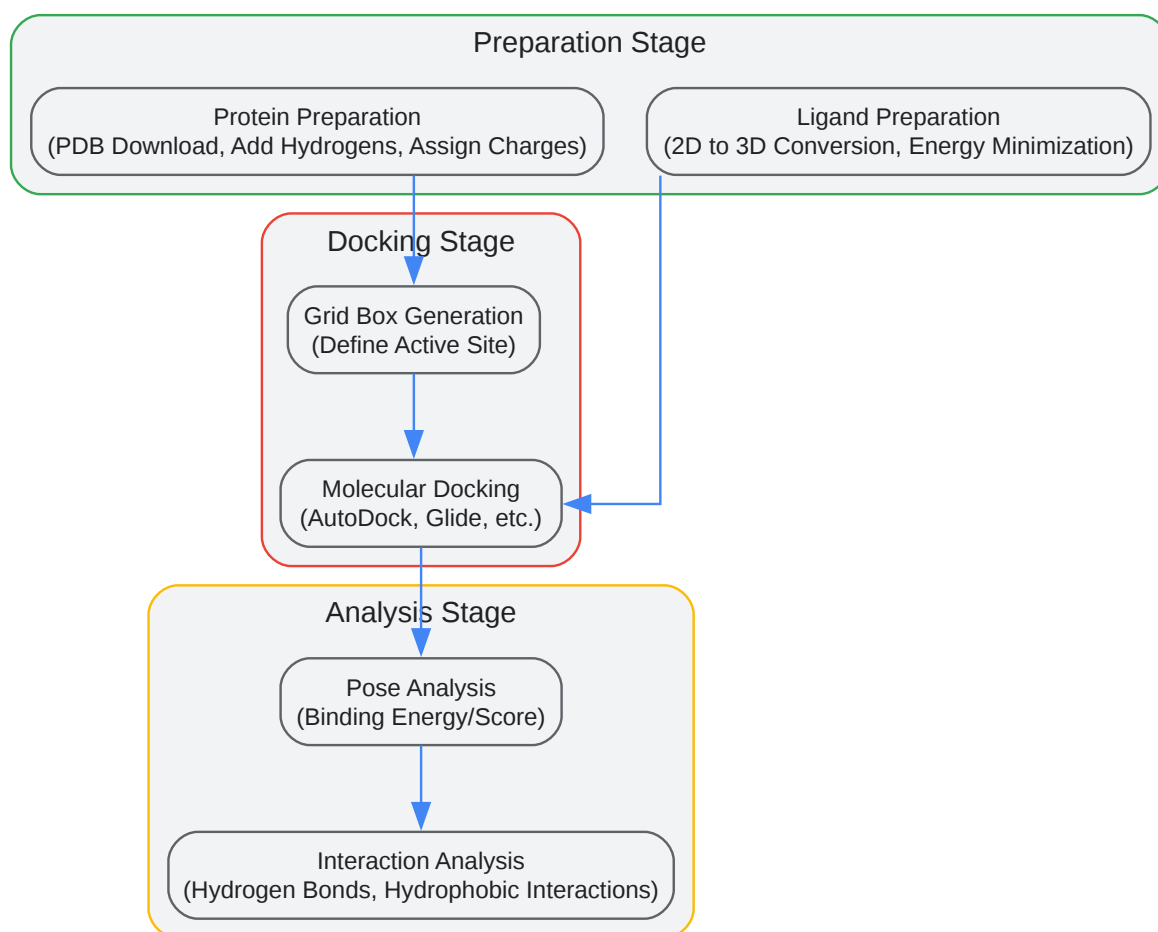 Preparation Stage
Protein Preparation
(PDB Download, Add Hydrogens, Assign Charges)
Ligand Preparation
(2D to 3D Conversion, Energy Minimization)
Docking Stage
Grid Box Generation
(Define Active Site)
Molecular Docking
(AutoDock, Glide, etc.)
Analysis Stage
Pose Analysis
(Binding Energy/Score)
Interaction Analysis
(Hydrogen Bonds, Hydrophobic Interactions)